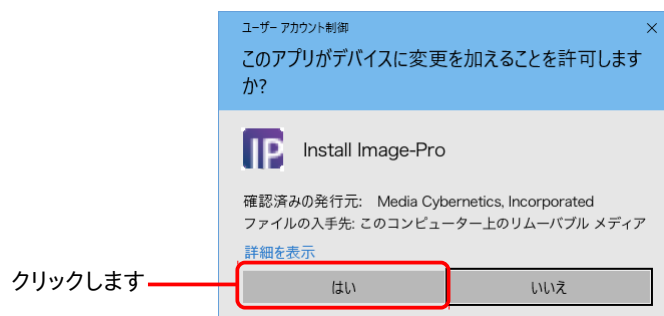 ユーザー アカウント制御
×
このアプリがデバイスに変更を加えることを許可します
か?
IP
Install Image-Pro
確認済みの発行元: Media Cybernetics, Incorporated
ファイルの入手先: このコンピューター上のリムーバブル メディア
詳細を表示
クリックします
はい
いいえ